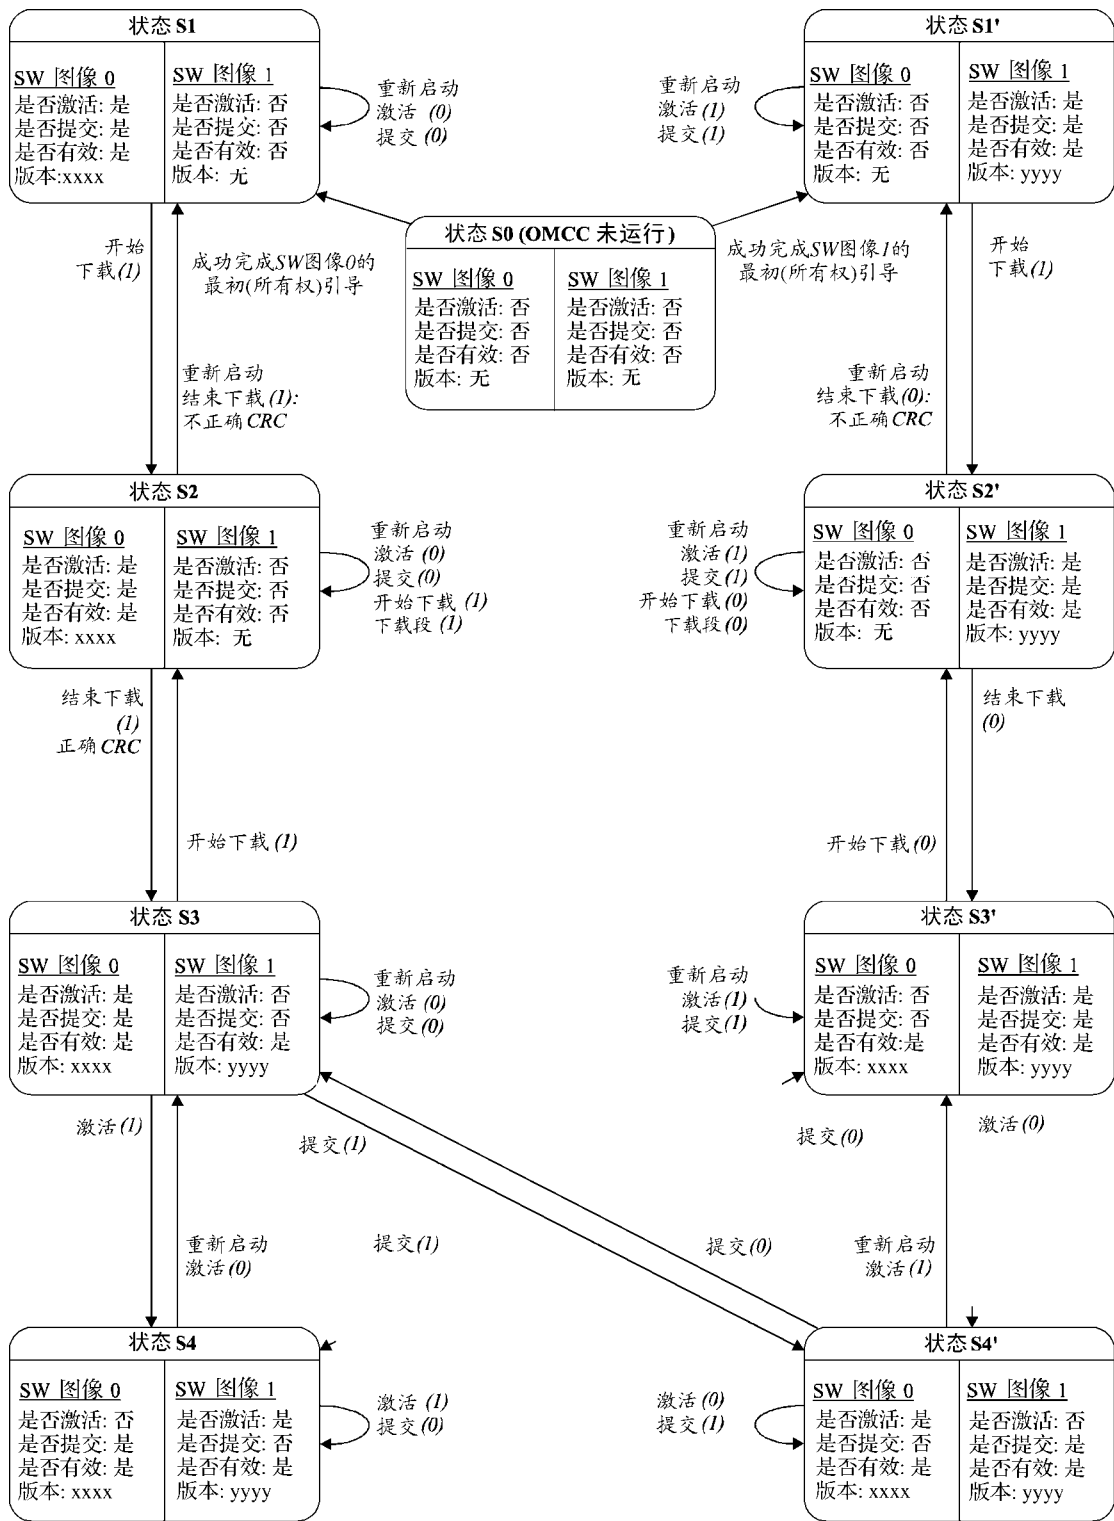 状态 S1
SW 图像 0
是否激活: 是
是否提交: 是
是否有效: 是
版本:xxxx
SW 图像 1
是否激活: 否
是否提交: 否
是否有效: 否
版本: 无
重新启动
激活 (0)
提交 (0)
状态 S1'
SW 图像 0
是否激活: 否
是否提交: 否
是否有效: 否
版本: 无
SW 图像 1
是否激活: 是
是否提交: 是
是否有效: 是
版本: yyyy
重新启动
激活 (1)
提交 (1)
状态 S0 (OMCC 未运行)
SW 图像 0
是否激活: 否
是否提交: 否
是否有效: 否
版本: 无
SW 图像 1
是否激活: 否
是否提交: 否
是否有效: 否
版本: 无
开始
下载(1)
成功完成SW图像0的
最初(所有权)引导
成功完成SW图像1的
最初(所有权)引导
开始
下载(1)
重新启动
结束下载(1):
不正确CRC
重新启动
结束下载(0):
不正确CRC
状态 S2
SW 图像 0
是否激活: 是
是否提交: 是
是否有效: 是
版本: xxxx
SW 图像 1
是否激活: 否
是否提交: 否
是否有效: 否
版本: 无
重新启动
激活(0)
提交(0)
开始下载 (1)
下载段 (1)
状态 S2'
SW 图像 0
是否激活: 否
是否提交: 否
是否有效: 否
版本: 无
SW 图像 1
是否激活: 是
是否提交: 是
是否有效: 是
版本: yyyy
重新启动
激活(1)
提交(1)
开始下载(0)
下载段(0)
结束下载
(1)
正确CRC
结束下载
(0)
开始下载(1)
开始下载(0)
状态 S3
SW 图像 0
是否激活: 是
是否提交: 是
是否有效: 是
版本: xxxx
SW 图像 1
是否激活: 否
是否提交: 否
是否有效: 是
版本: yyyy
重新启动
激活(0)
提交(0)
状态 S3'
SW 图像 0
是否激活: 否
是否提交: 否
是否有效:是
版本: xxxx
SW 图像 1
是否激活: 是
是否提交: 是
是否有效: 是
版本: yyyy
重新启动
激活(1)
提交(1)
激活(1)
提交(1)
提交(0)
激活(0)
重新启动
激活(0)
提交(1)
提交(0)
重新启动
激活(1)
状态 S4
SW 图像 0
是否激活: 否
是否提交: 是
是否有效: 是
版本: xxxx
SW 图像 1
是否激活: 是
是否提交: 否
是否有效: 是
版本: yyyy
激活 (1)
提交(0)
状态 S4'
SW 图像 0
是否激活: 是
是否提交: 否
是否有效: 是
版本: xxxx
SW 图像 1
是否激活: 否
是否提交: 是
是否有效: 是
版本: yyyy
激活(0)
提交(1)